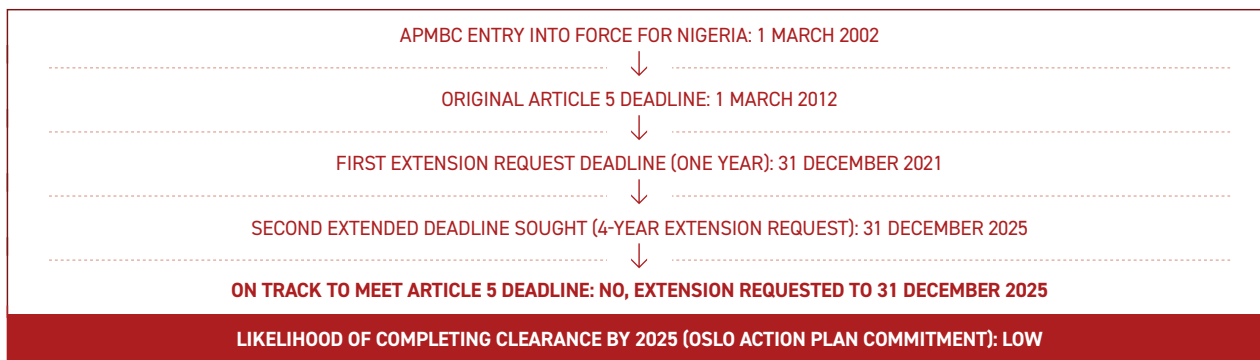 APMBC ENTRY INTO FORCE FOR NIGERIA: 1 MARCH 2002
ORIGINAL ARTICLE 5 DEADLINE: 1 MARCH 2012
FIRST EXTENSION REQUEST DEADLINE (ONE YEAR): 31 DECEMBER 2021
SECOND EXTENDED DEADLINE SOUGHT (4-YEAR EXTENSION REQUEST): 31 DECEMBER 2025
ON TRACK TO MEET ARTICLE 5 DEADLINE: NO, EXTENSION REQUESTED TO 31 DECEMBER 2025
LIKELIHOOD OF COMPLETING CLEARANCE BY 2025 (OSLO ACTION PLAN COMMITMENT): LOW